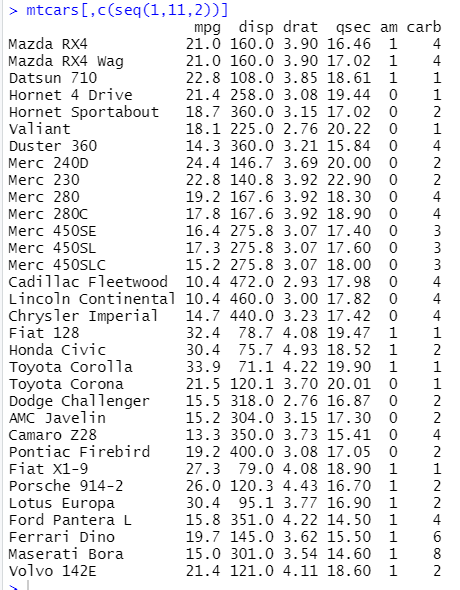 > mtcars[,c(seq(1,11,2))]
                     mpg  disp drat  qsec am carb
Mazda RX4           21.0 160.0 3.90 16.46  1    4
Mazda RX4 Wag       21.0 160.0 3.90 17.02  1    4
Datsun 710          22.8 108.0 3.85 18.61  1    1
Hornet 4 Drive      21.4 258.0 3.08 19.44  0    1
Hornet Sportabout   18.7 360.0 3.15 17.02  0    2
Valiant             18.1 225.0 2.76 20.22  0    1
Duster 360          14.3 360.0 3.21 15.84  0    4
Merc 240D           24.4 146.7 3.69 20.00  0    2
Merc 230            22.8 140.8 3.92 22.90  0    2
Merc 280            19.2 167.6 3.92 18.30  0    4
Merc 280C           17.8 167.6 3.92 18.90  0    4
Merc 450SE          16.4 275.8 3.07 17.40  0    3
Merc 450SL          17.3 275.8 3.07 17.60  0    3
Merc 450SLC         15.2 275.8 3.07 18.00  0    3
Cadillac Fleetwood  10.4 472.0 2.93 17.98  0    4
Lincoln Continental 10.4 460.0 3.00 17.82  0    4
Chrysler Imperial   14.7 440.0 3.23 17.42  0    4
Fiat 128            32.4  78.7 4.08 19.47  1    1
Honda Civic         30.4  75.7 4.93 18.52  1    2
Toyota Corolla      33.9  71.1 4.22 19.90  1    1
Toyota Corona       21.5 120.1 3.70 20.01  0    1
Dodge Challenger    15.5 318.0 2.76 16.87  0    2
AMC Javelin         15.2 304.0 3.15 17.30  0    2
Camaro Z28          13.3 350.0 3.73 15.41  0    4
Pontiac Firebird    19.2 400.0 3.08 17.05  0    2
Fiat X1-9           27.3  79.0 4.08 18.90  1    1
Porsche 914-2       26.0 120.3 4.43 16.70  1    2
Lotus Europa        30.4  95.1 3.77 16.90  1    2
Ford Pantera L      15.8 351.0 4.22 14.50  1    4
Ferrari Dino        19.7 145.0 3.62 15.50  1    6
Maserati Bora       15.0 301.0 3.54 14.60  1    8
Volvo 142E          21.4 121.0 4.11 18.60  1    2
>